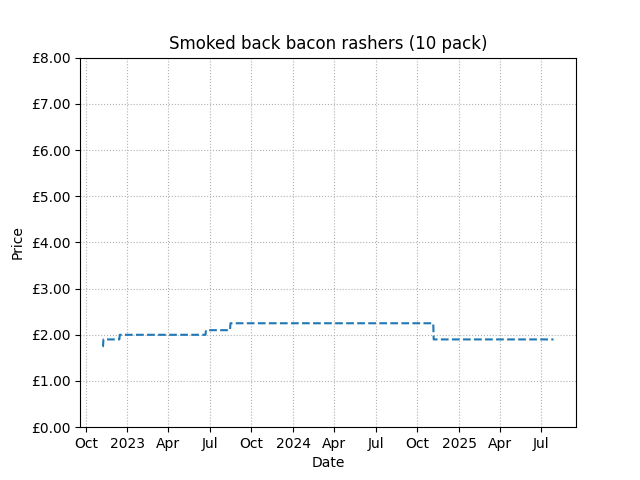 Smoked back bacon rashers (10 pack)
£8.00
£7.00
£6.00
£5.00
£4.00
£3.00
£2.00
£1.00
£0.00
Price
Oct 2023 Apr Jul Oct 2024 Apr Jul Oct 2025 Apr Jul
Date